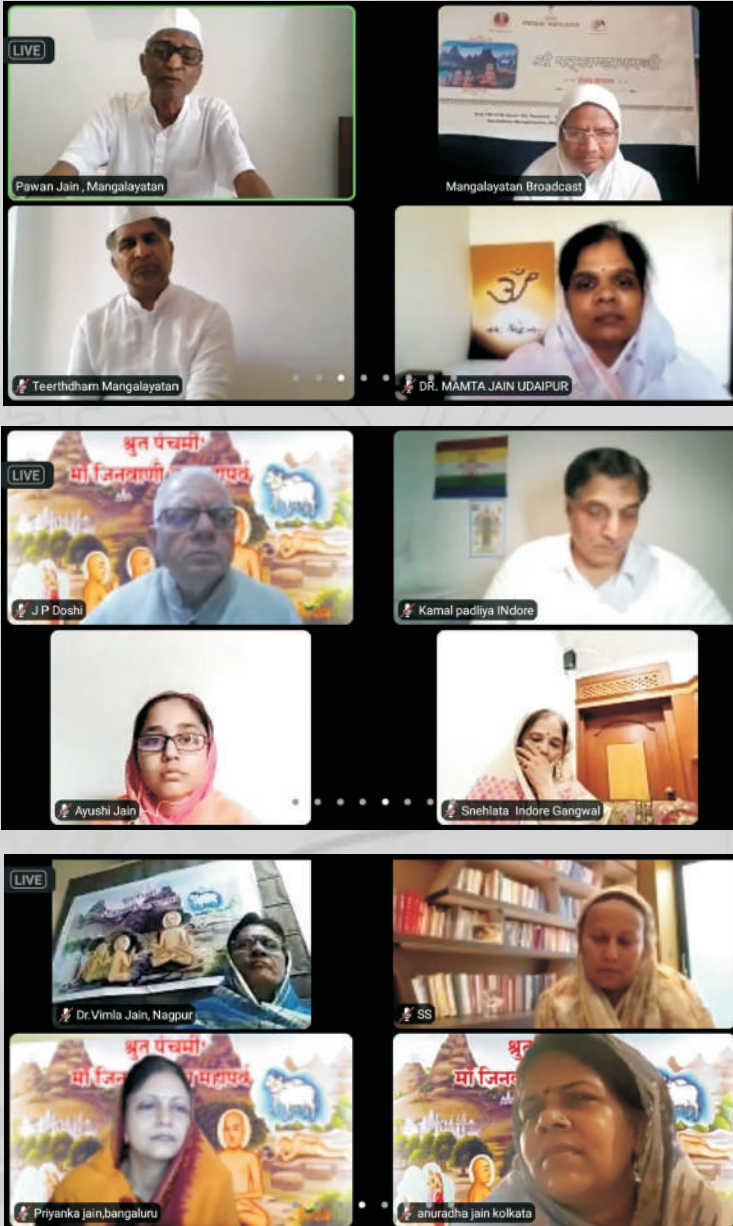 LIVE
Pawan Jain , Mangalayatan
Mangalayatan Broadcast
Teerthdham Mangalayatan
DR. MAMTA JAIN UDAIPUR
LIVE
श्रुत पंचमी
माँ जिनवाणी
J P Doshi
Kamal padliya INdore
Ayushi Jain
Snehlata Indore Gangwal
LIVE
Dr.Vimla Jain, Nagpur
SS
श्रुत पंचमी
महापर्व
Priyanka jain,bangaluru
anuradha jain kolkata